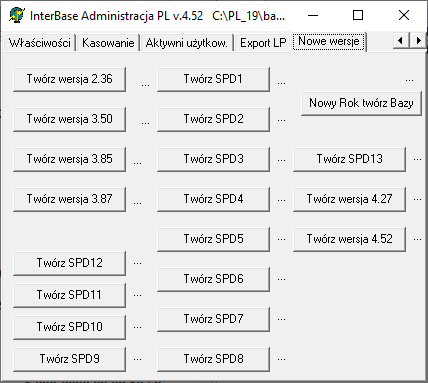 InterBase Administracja PL v.4.52 C:\PL_19\ba...
Właściwości Kasowanie Aktywni użytkow. Export LP Nowe wersje
Twórz wersja 2.36 ... Twórz SPD1 ... ...
Nowy Rok twórz Bazy
Twórz wersja 3.50 ... Twórz SPD2 ...
Twórz wersja 3.85 ... Twórz SPD3 ... Twórz SPD13 ...
Twórz wersja 3.87 ... Twórz SPD4 ... Twórz wersja 4.27 ...
Twórz SPD5 ... Twórz wersja 4.52 ...
Twórz SPD12 ... Twórz SPD6 ...
Twórz SPD11 ...
Twórz SPD10 ... Twórz SPD7 ...
Twórz SPD9 ... Twórz SPD8 ...